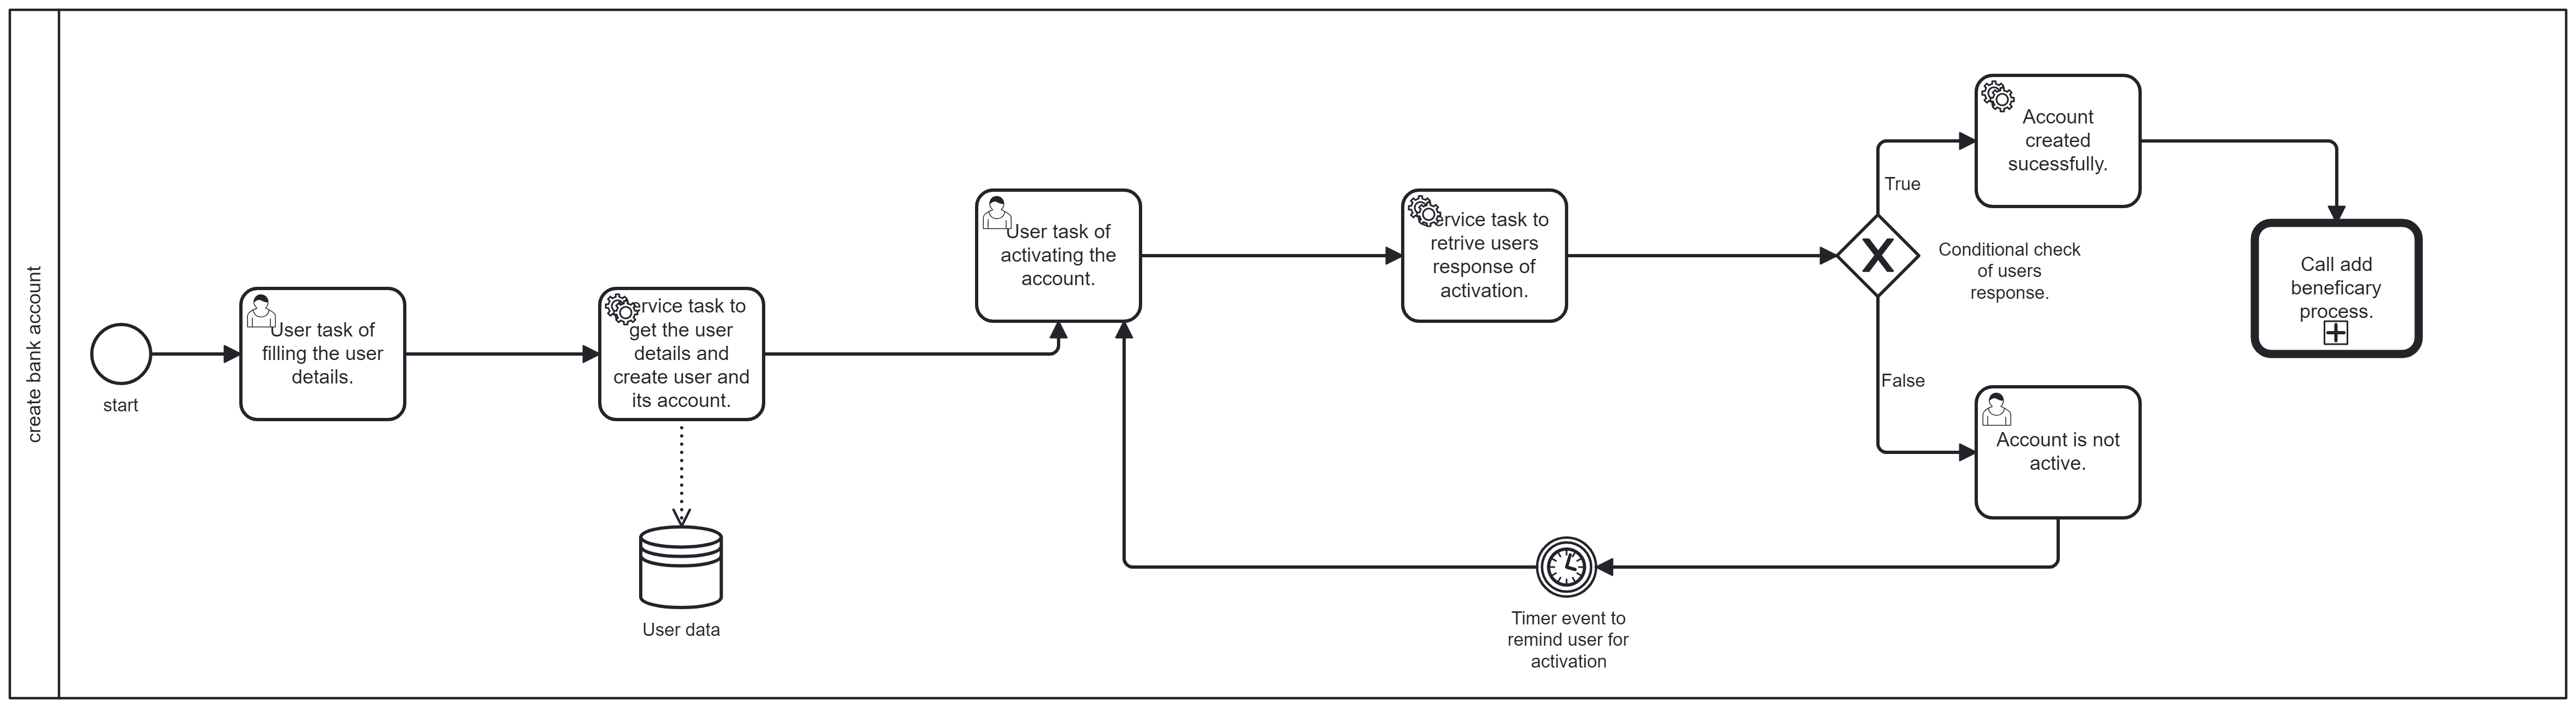 create bank account
start
User task of
filling the user
details.
ervice task to
get the user
details and
create user and
its account.
User data
User task of
activating the
account.
ervice task to
retrive users
response of
activation.
True
False
Conditional check
of users
response.
Account
created
sucessfully.
Call add
beneficary
process.
Account is not
active.
Timer event to
remind user for
activation